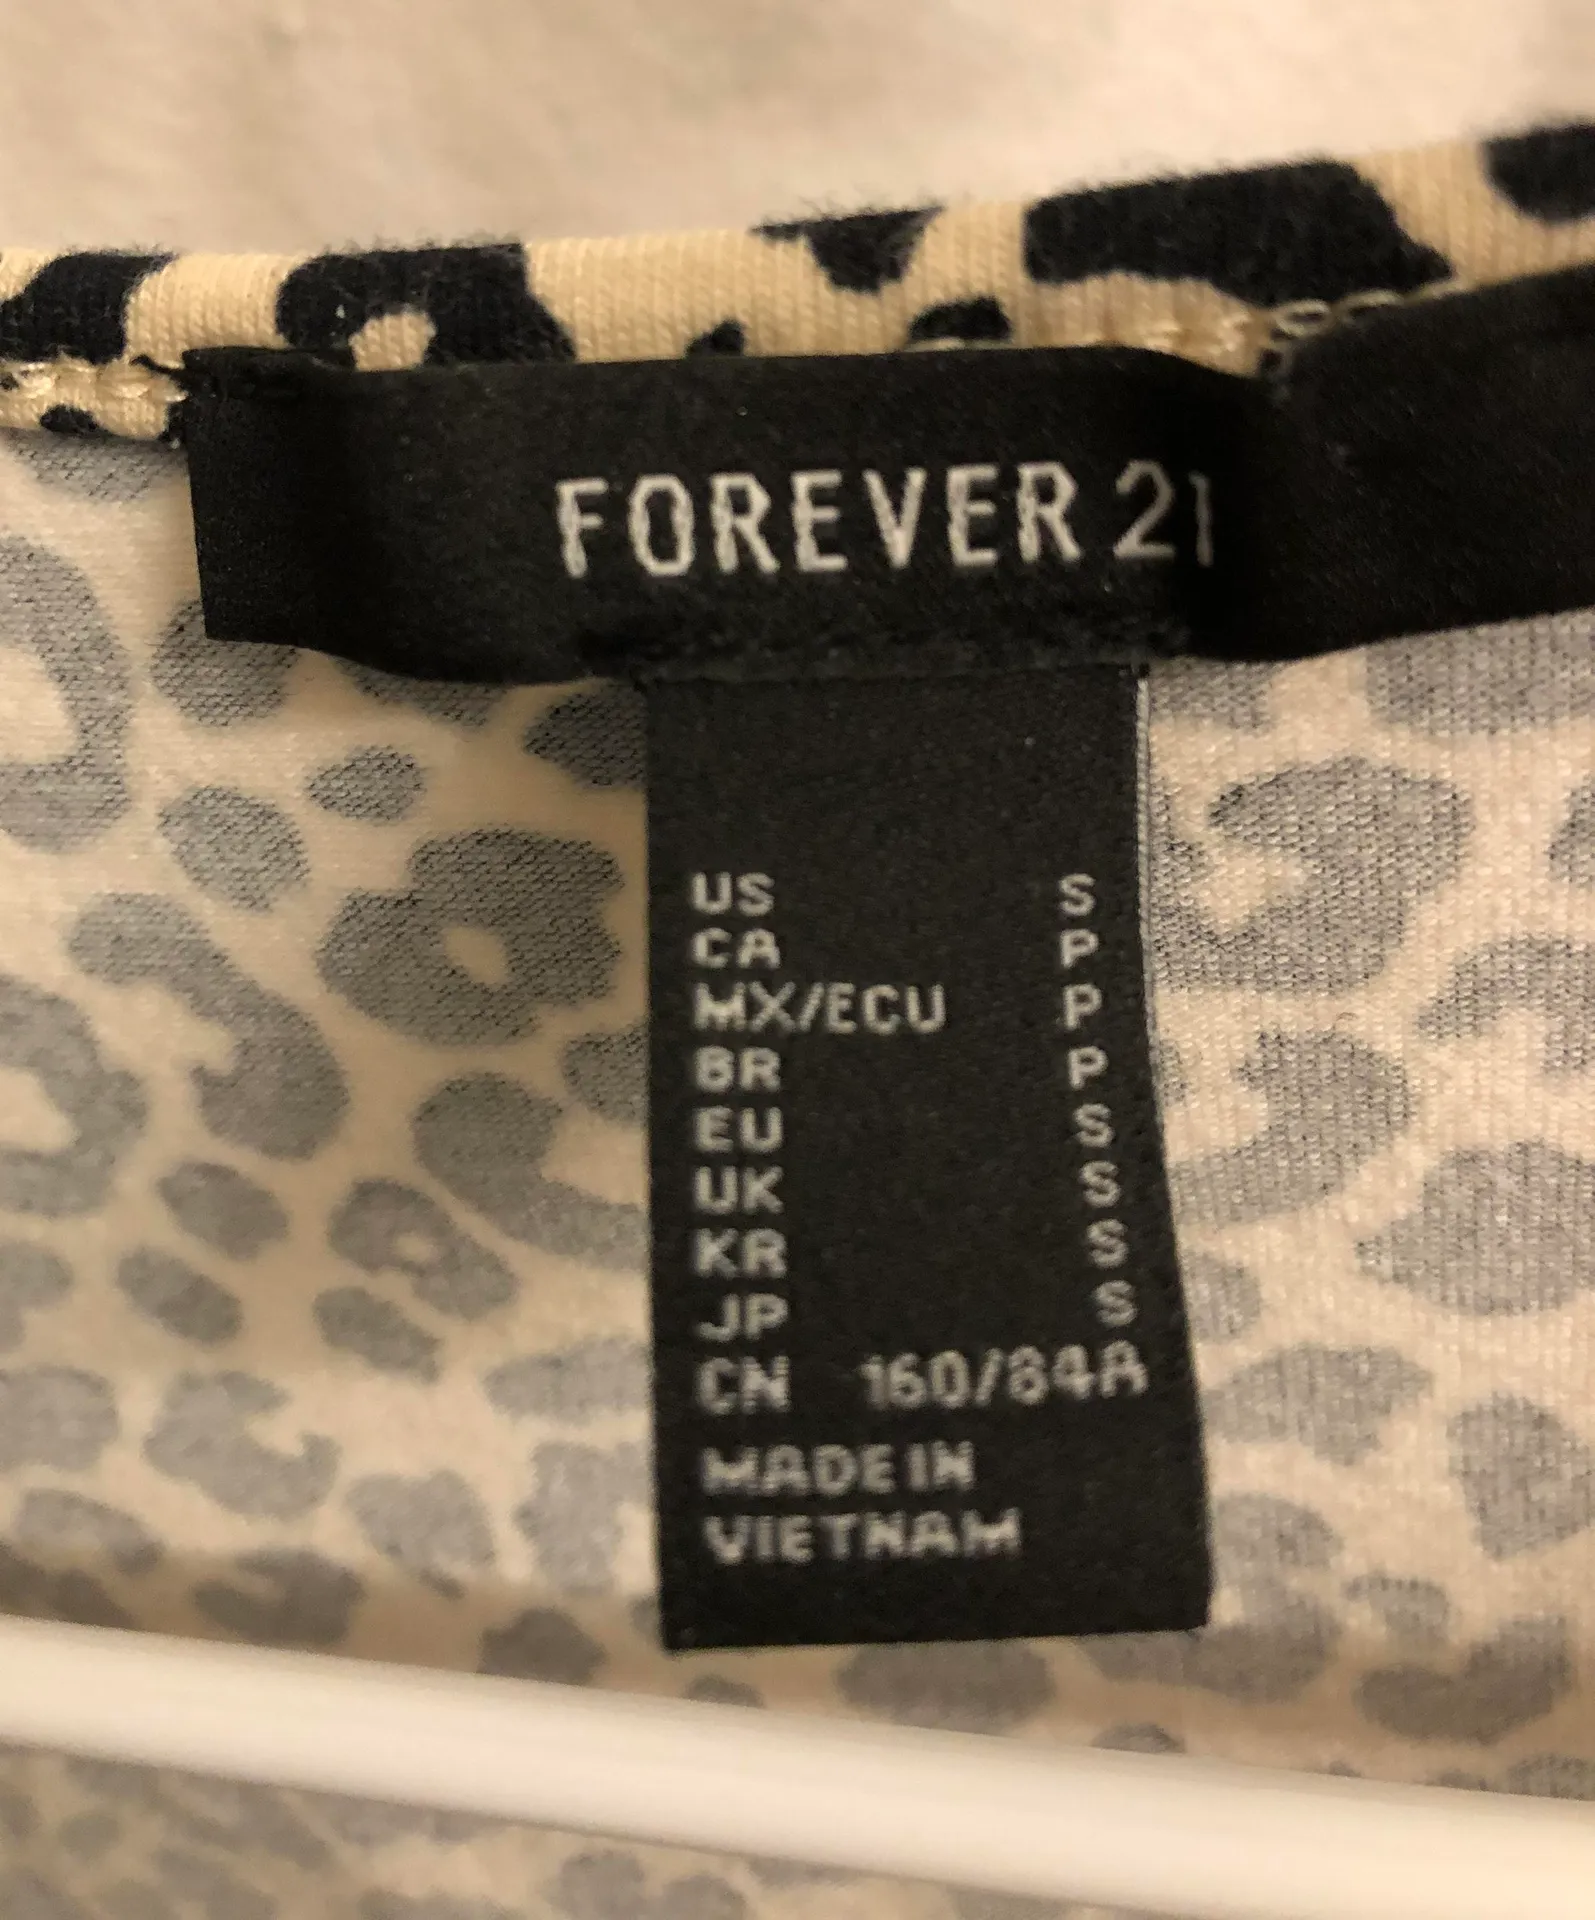 FOREVER 21
US S
CA P
MX/ECU P
BR P
EU S
UK S
KR S
JP S
CN 160/84A
MADE IN
VIETNAM